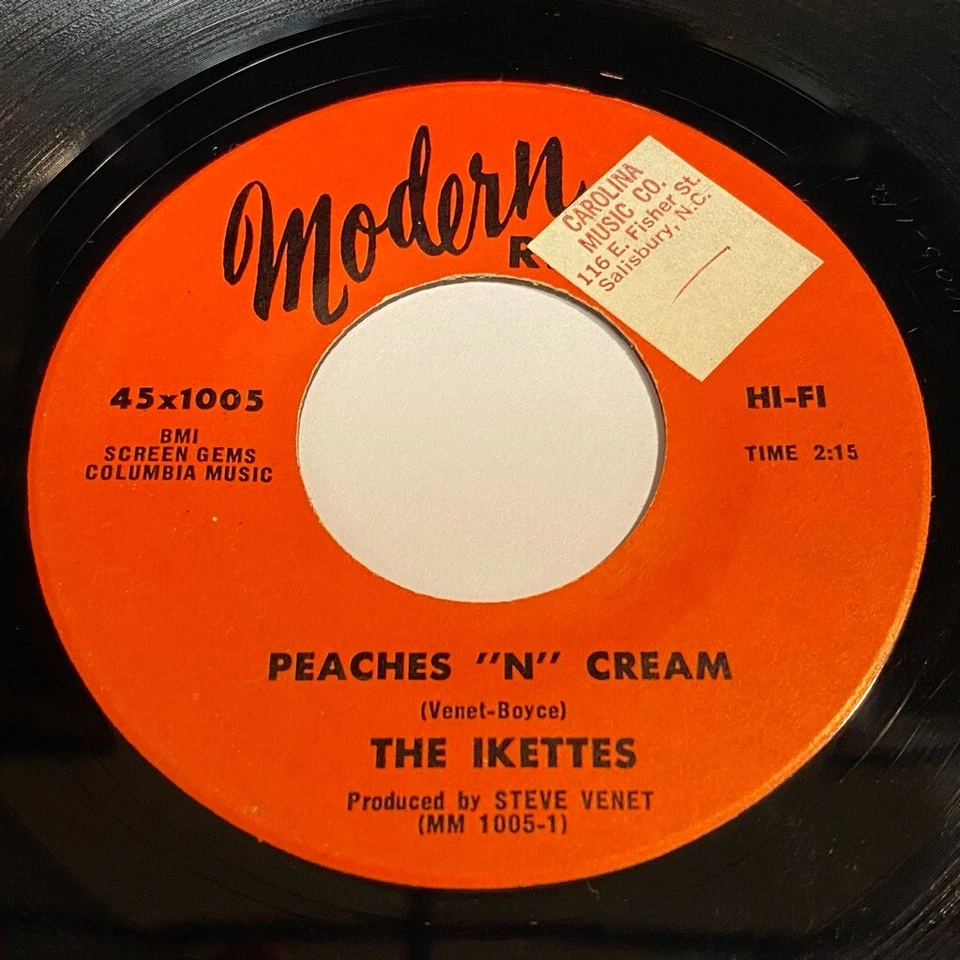 Modern
CAROLINA
MUSIC CO.
116 E. Fisher St.
Salisbury, N.C.
45x1005
BMI
SCREEN GEMS
COLUMBIA MUSIC
HI-FI
TIME 2:15
PEACHES "N" CREAM
(Venet-Boyce)
THE IKETTES
Produced by STEVE VENET
(MM 1005-1)